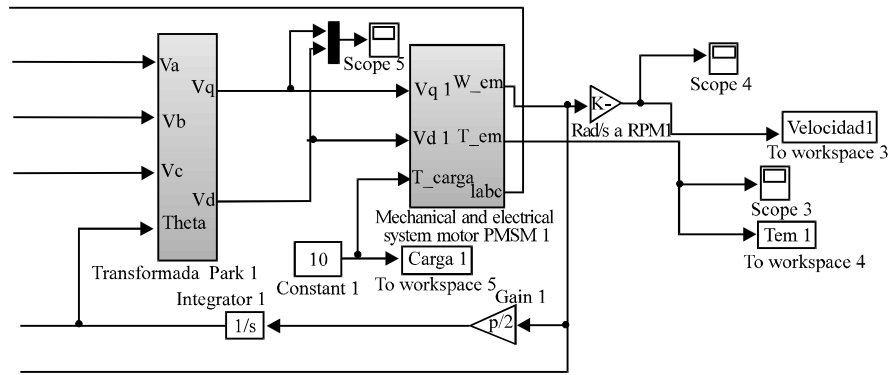 Va
Vb
Vc
Theta
Vq
Vd
Transformada Park 1
Scope 5
Vq 1
Vd 1
T_carga
W_em
T_em
Iabc
Mechanical and electrical
system motor PMSM 1
K-
Rad/s a RPM1
Scope 4
Velocidad1
To workspace 3
Scope 3
Tem 1
To workspace 4
10
Constant 1
Carga 1
To workspace 5
Integrator 1
1/s
Gain 1
p/2